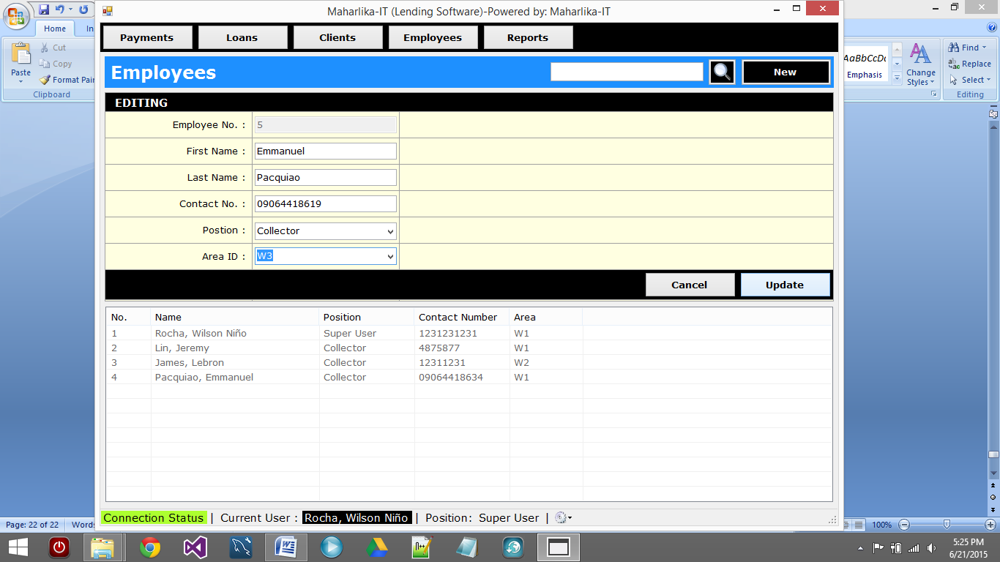 Maharlika-IT (Lending Software)-Powered by: Maharlika-IT
Home In
Payments Loans Clients Employees Reports
Cut
Copy
Format Pai
Paste
Clipboard
AaBbCcD
Emphasis
Change Styles
Find
Replace
Select
Editing
Employees New
EDITING
Employee No. : 5
First Name : Emmanuel
Last Name : Pacquiao
Contact No. : 09064418619
Postion : Collector
Area ID : W3
Cancel Update
No. Name Position Contact Number Area
1 Rocha, Wilson Niño Super User 1231231231 W1
2 Lin, Jeremy Collector 4875877 W1
3 James, Lebron Collector 12311231 W2
4 Pacquiao, Emmanuel Collector 09064418634 W1
Connection Status | Current User : Rocha, Wilson Niño | Position: Super User |
Page: 22 of 22 Words 100%
5:25 PM
6/21/2015